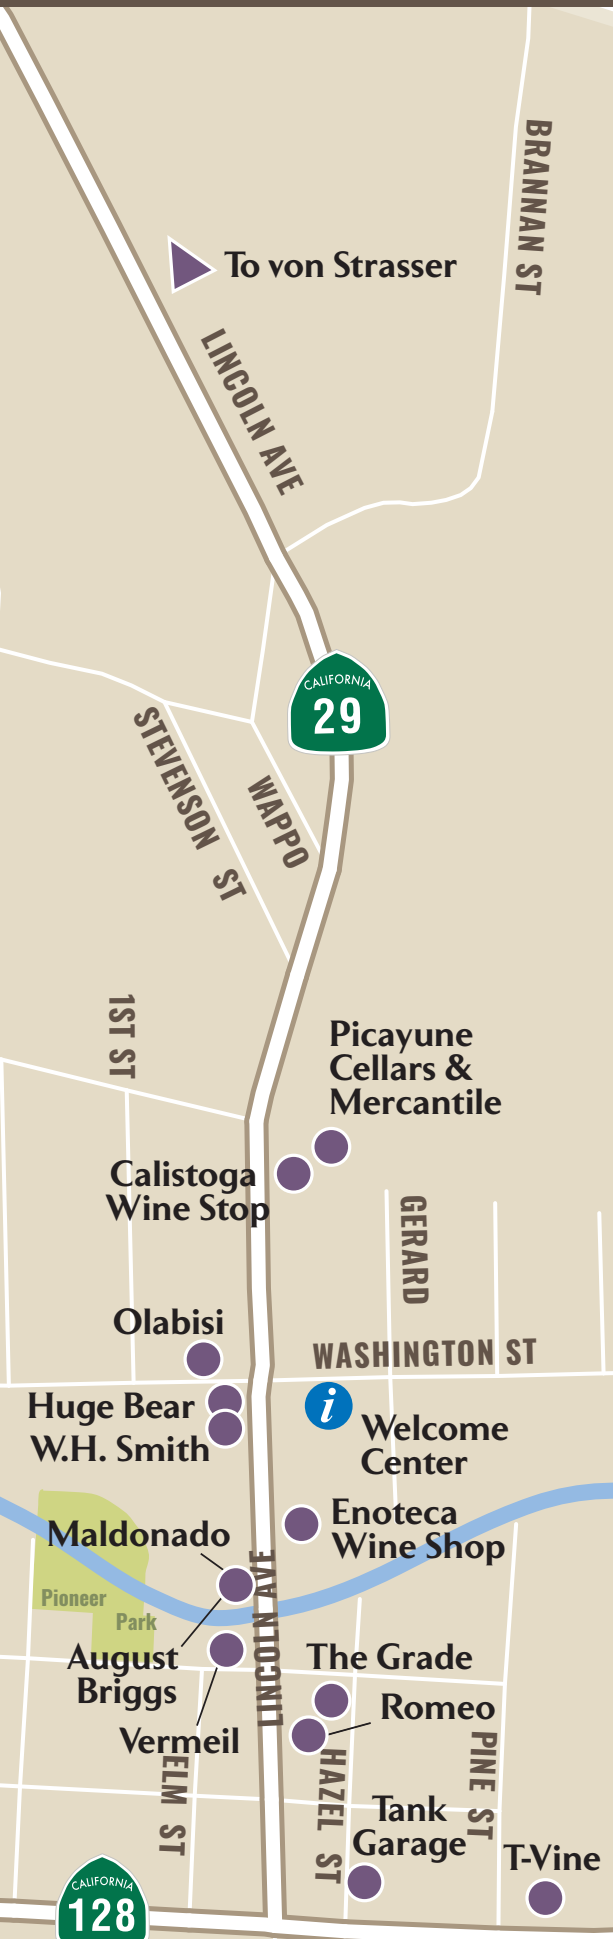 BRANNAN ST
To von Strasser
LINCOLN AVE
CALIFORNIA
29
STEVENSON ST
WAPPO
1ST ST
Picayune
Cellars &
Mercantile
Calistoga
Wine Stop
GERARD
Olabisi
WASHINGTON ST
Huge Bear
W.H. Smith
i
Welcome
Center
Enoteca
Wine Shop
Maldonado
LINCOLN AVE
Pioneer
Park
August
Briggs
The Grade
Romeo
Vermeil
ELM ST
HAZEL ST
PINE ST
Tank
Garage
T-Vine
CALIFORNIA
128